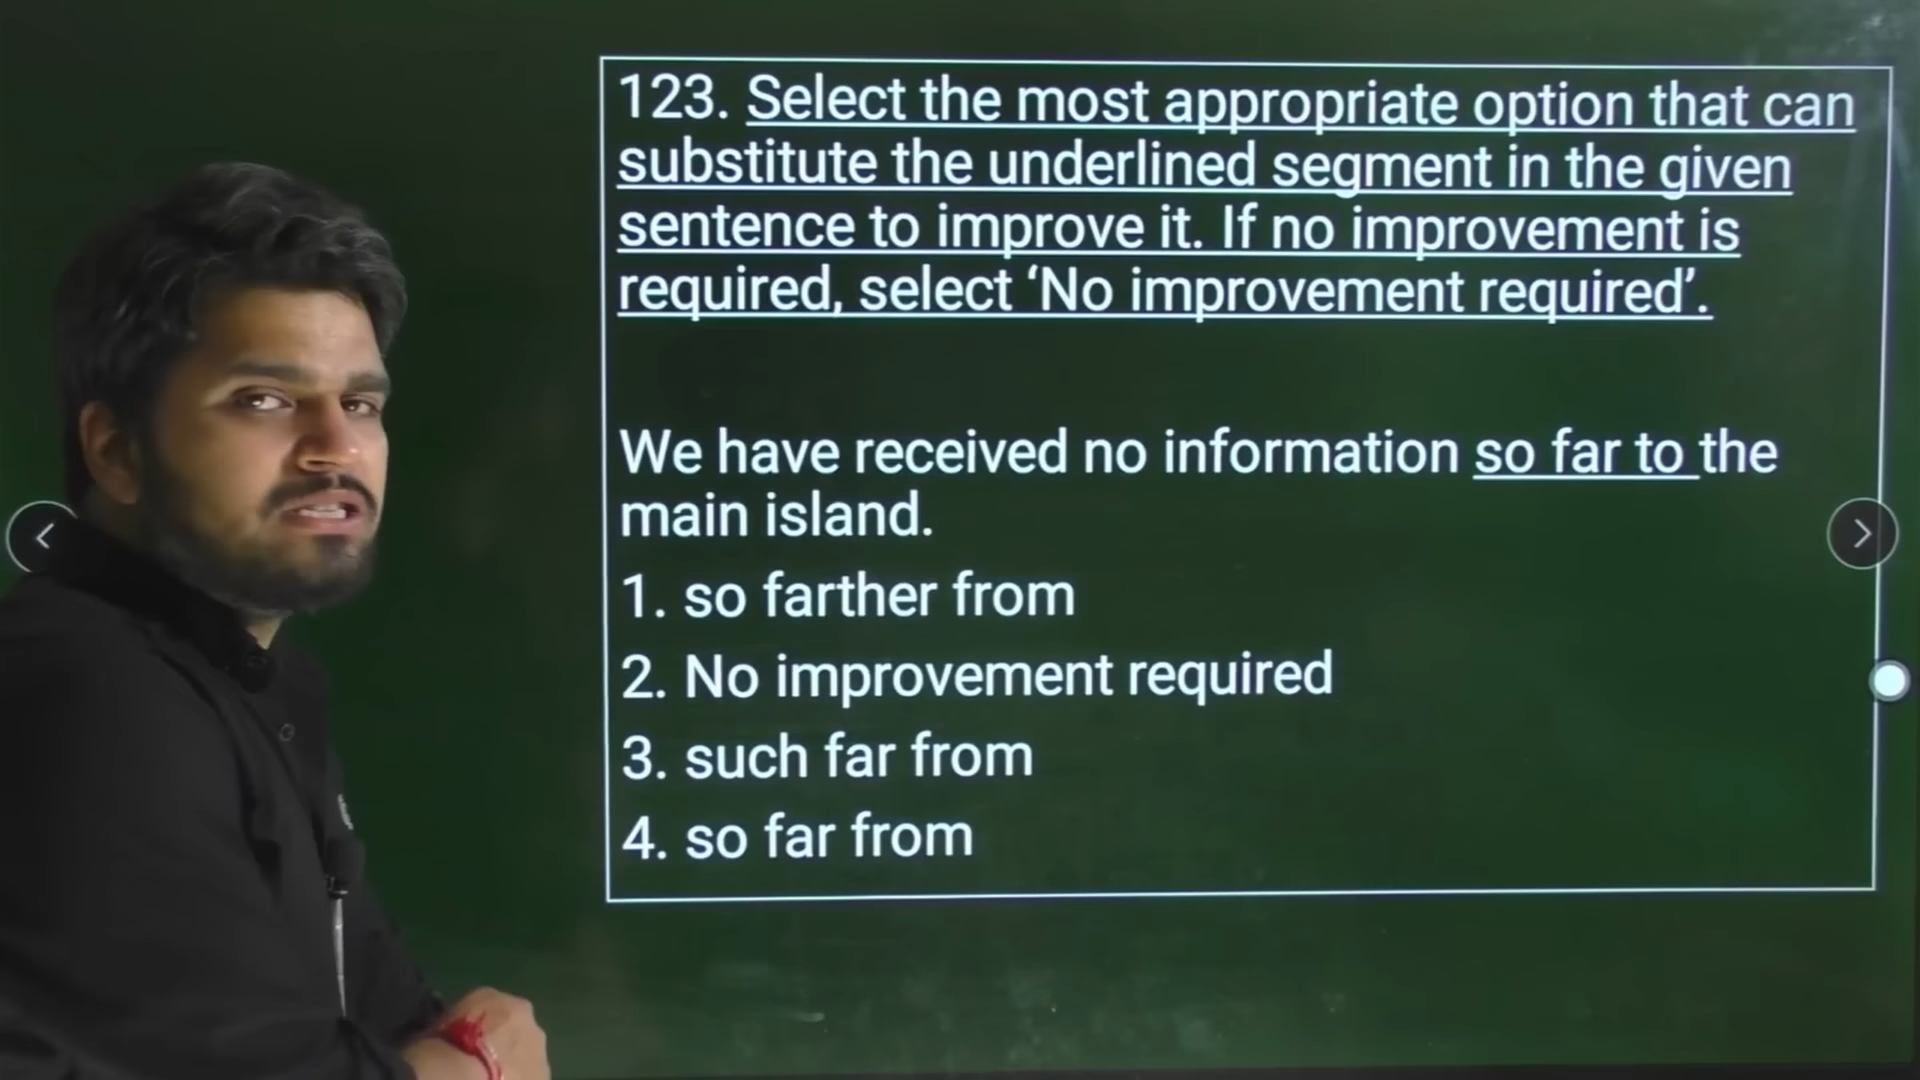 123. Select the most appropriate option that can
substitute the underlined segment in the given
sentence to improve it. If no improvement is
required, select ‘No improvement required’.
We have received no information so far to the
main island.
1. so farther from
2. No improvement required
3. such far from
4. so far from